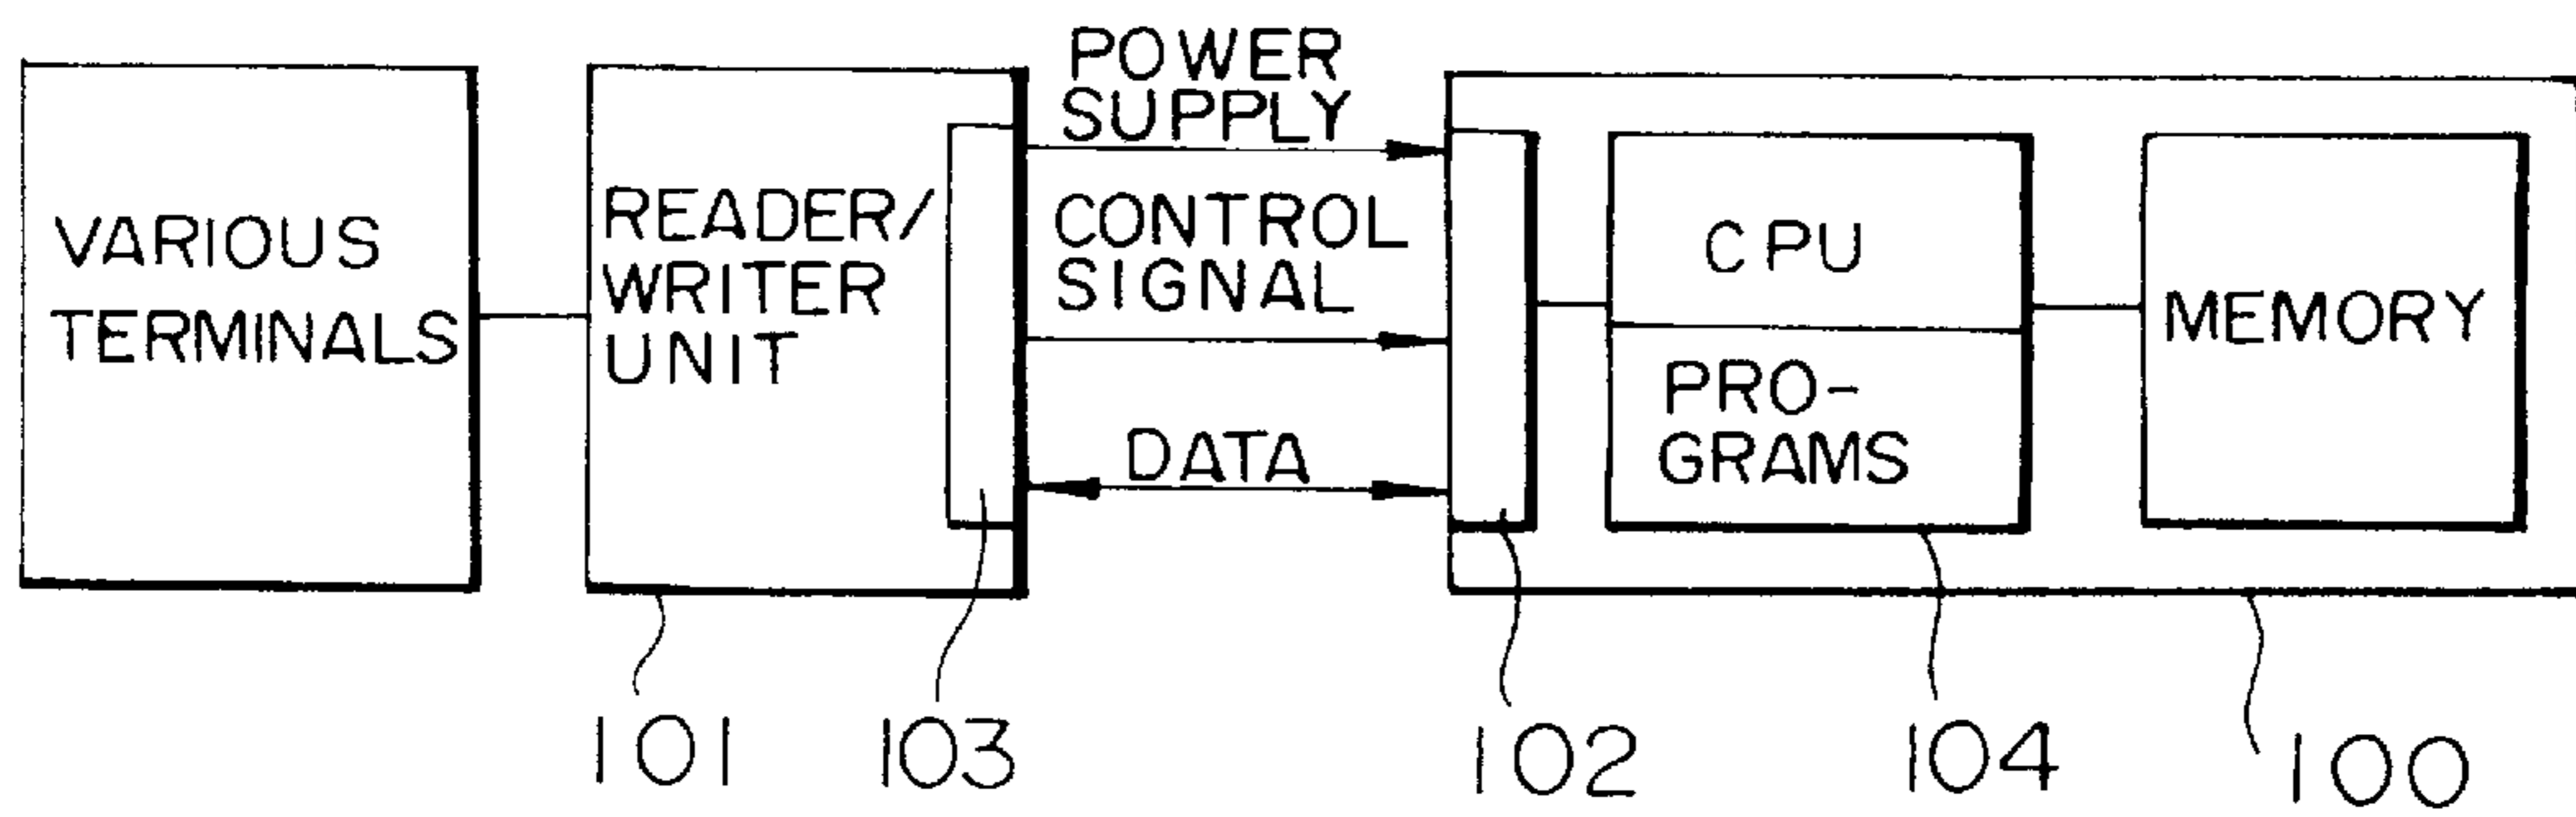 VARIOUS
TERMINALS
READER/
WRITER
UNIT
POWER
SUPPLY
CONTROL
SIGNAL
DATA
CPU
PRO-
GRAMS
MEMORY
101
103
102
104
100